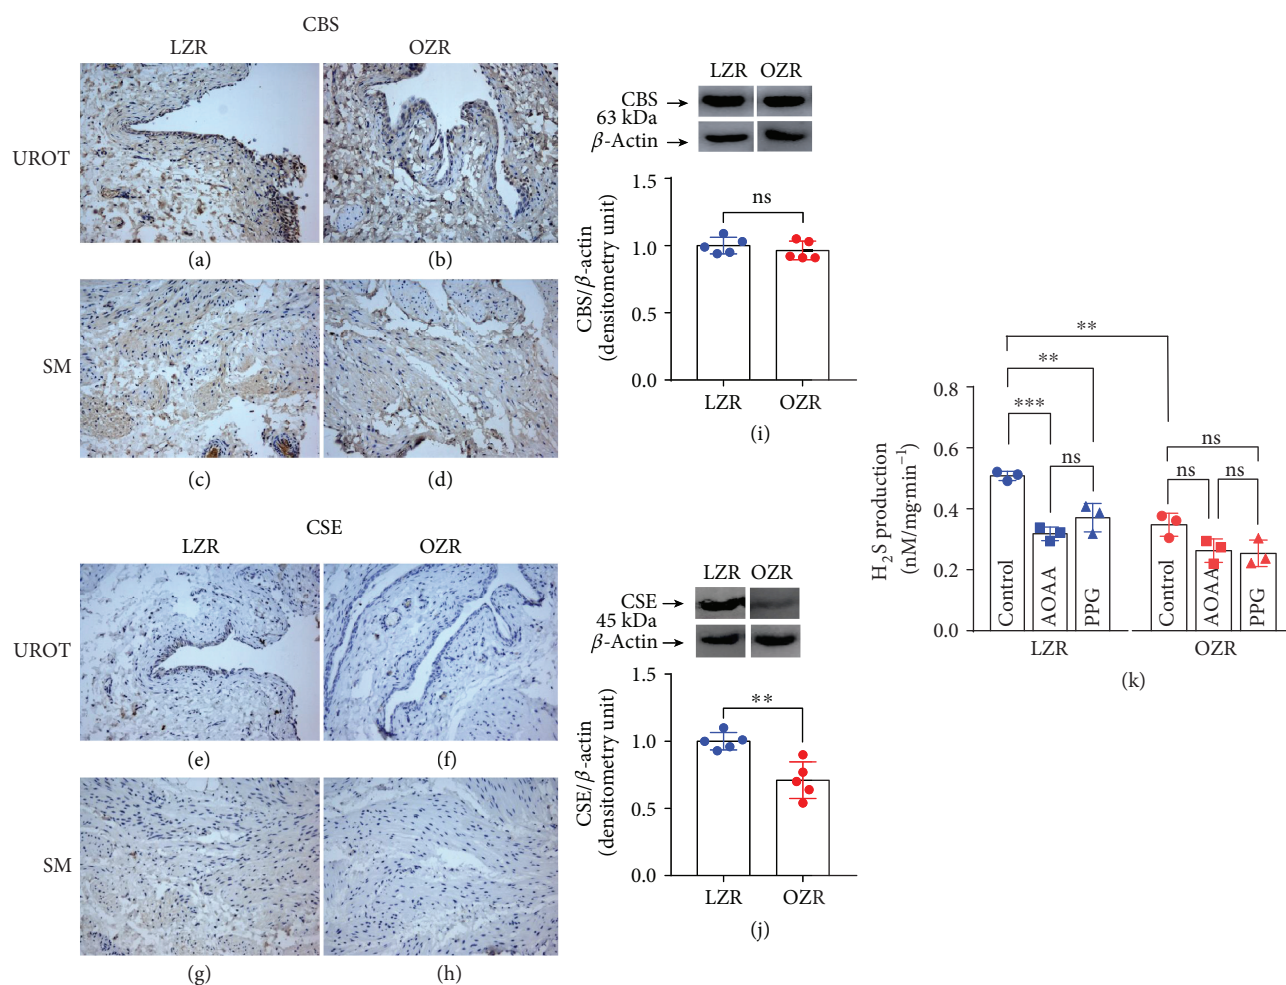 CBS
LZR OZR
UROT
(a) (b)
SM
(c) (d)
CSE
LZR OZR
UROT
(e) (f)
SM
(g) (h)
LZR OZR
CBS
63 kDa
β-Actin
CBS/β-actin
(densitometry unit)
1.5
1.0
0.5
0.0
ns
LZR OZR
(i)
LZR OZR
CSE
45 kDa
β-Actin
CSE/β-actin
(densitometry unit)
1.5
1.0
0.5
0.0
**
LZR OZR
(j)
H2S production
(nM/mg·min−1)
0.8
0.6
0.4
0.2
0.0
**
**
***
ns
ns
ns
ns
Control
AOAA
PPG
Control
AOAA
PPG
LZR OZR
(k)